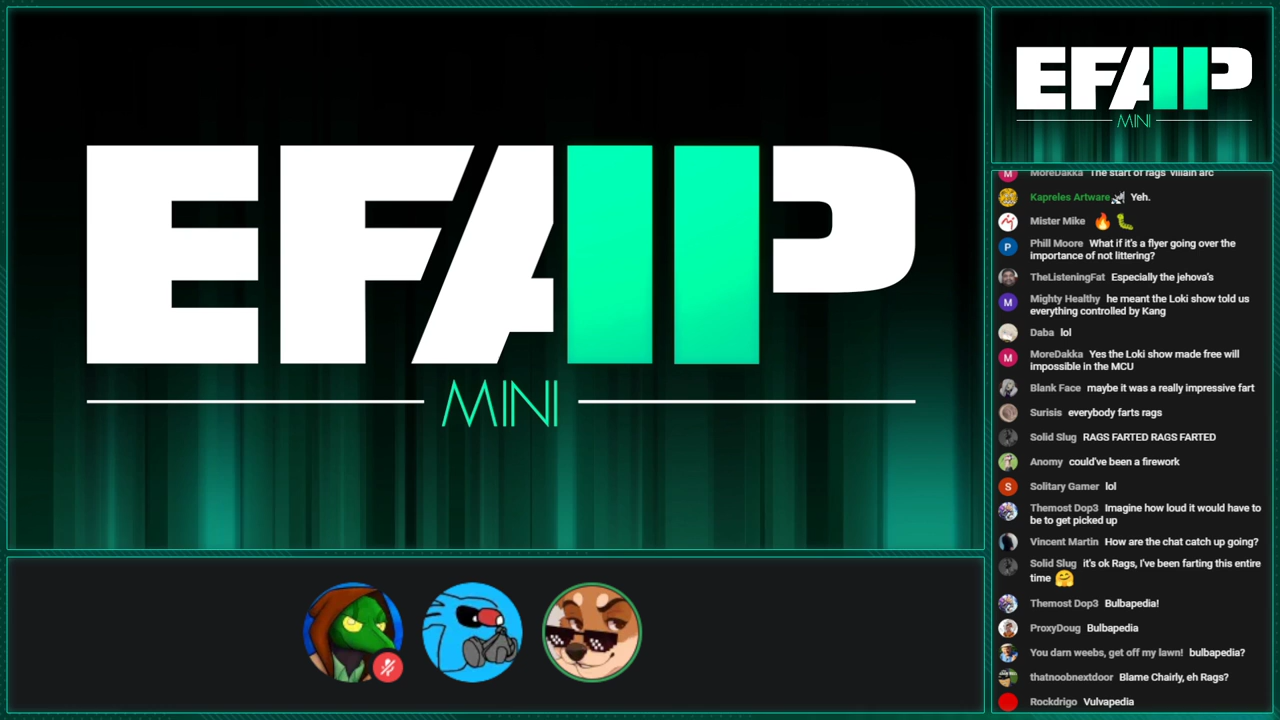 EFAP
MINI
EFAP
MINI
MoreDakka The start of rags villain arc
Kapreles Artware Yeh.
Mister Mike 🔥 🐛
P
Phill Moore What if it's a flyer going over the
importance of not littering?
TheListeningFat Especially the jehova's
M
Mighty Healthy he meant the Loki show told us
everything controlled by Kang
Daba lol
M
MoreDakka Yes the Loki show made free will
impossible in the MCU
Blank Face maybe it was a really impressive fart
Surisis everybody farts rags
Solid Slug RAGS FARTED RAGS FARTED
Anomy could've been a firework
S
Solitary Gamer lol
Themost Dop3 Imagine how loud it would have to
be to get picked up
Vincent Martin How are the chat catch up going?
Solid Slug it's ok Rags, I've been farting this entire
time 🤗
Themost Dop3 Bulbapedia!
ProxyDoug Bulbapedia
You darn weebs, get off my lawn! bulbapedia?
thatnoobnextdoor Blame Chairly, eh Rags?
Rockdrigo Vulvapedia